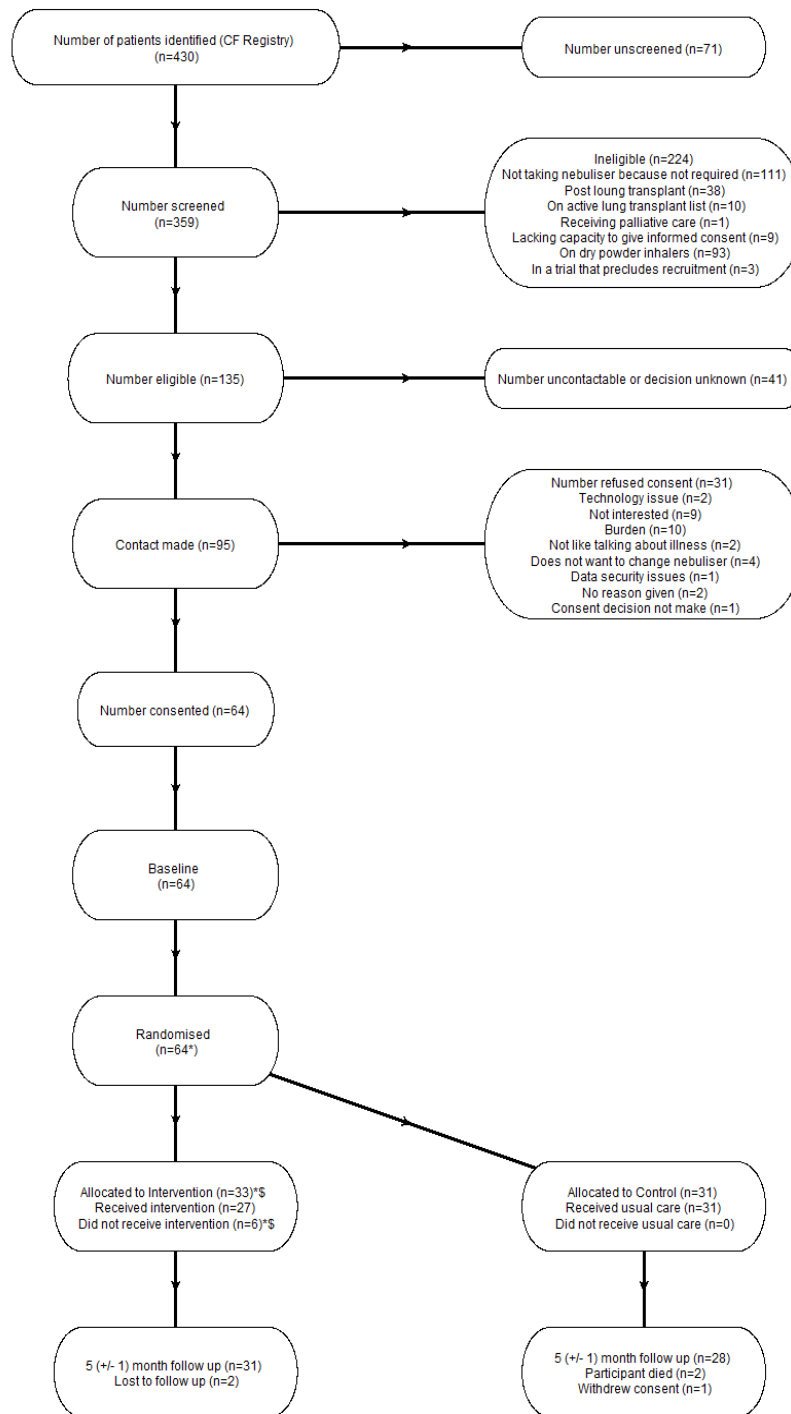 Number of patients identified (CF Registry)
(n=430)
Number unscreened (n=71)
Number screened
(n=359)
Ineligible (n=224)
Not taking nebuliser because not required (n=111)
Post loung transplant (n=38)
On active lung transplant list (n=10)
Receiving palliative care (n=1)
Lacking capacity to give informed consent (n=9)
On dry powder inhalers (n=93)
In a trial that precludes recruitment (n=3)
Number eligible (n=135)
Number uncontactable or decision unknown (n=41)
Contact made (n=95)
Number refused consent (n=31)
Technology issue (n=2)
Not interested (n=9)
Burden (n=10)
Not like talking about illness (n=2)
Does not want to change nebuliser (n=4)
Data security issues (n=1)
No reason given (n=2)
Consent decision not make (n=1)
Number consented (n=64)
Baseline
(n=64)
Randomised
(n=64*)
Allocated to Intervention (n=33)*$
Received intervention (n=27)
Did not receive intervention (n=6)*$
Allocated to Control (n=31)
Received usual care (n=31)
Did not receive usual care (n=0)
5 (+/- 1) month follow up (n=31)
Lost to follow up (n=2)
5 (+/- 1) month follow up (n=28)
Participant died (n=2)
Withdrew consent (n=1)